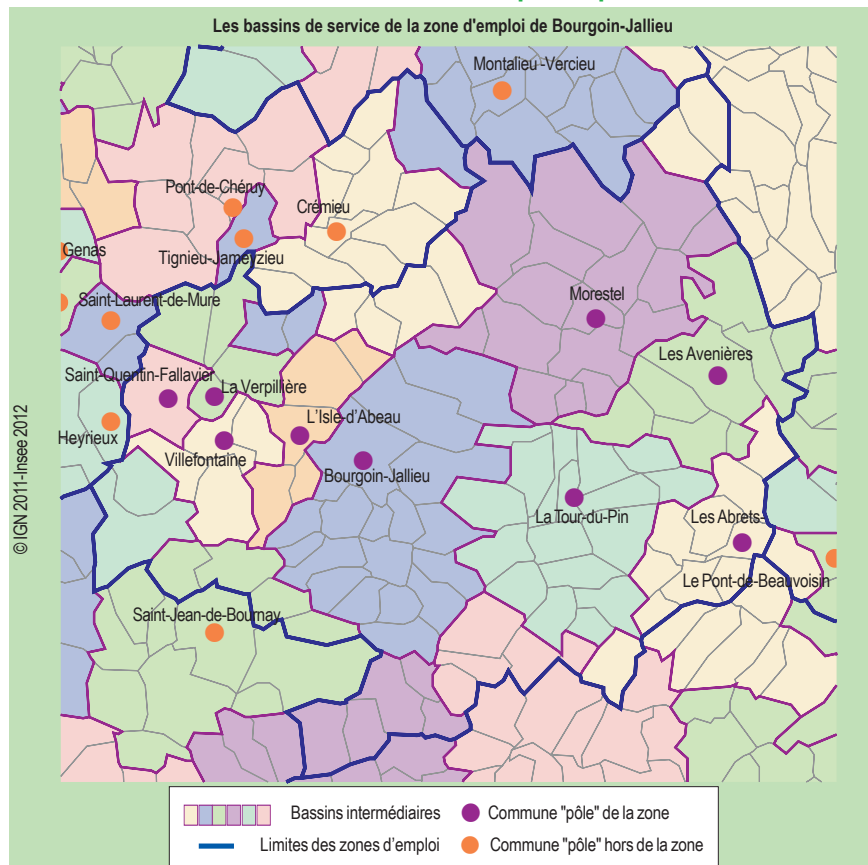 Les bassins de service de la zone d'emploi de Bourgoin-Jallieu
Montalieu-Vercieu
Pont-de-Chéruy
Crémieu
Genas
Tignieu-Jameyzieu
Saint-Laurent-de-Mure
Morestel
Les Avenières
Saint-Quentin-Fallavier
La Verpillière
L'Isle-d'Abeau
Heyrieux
Villefontaine
Bourgoin-Jallieu
La Tour-du-Pin
Les Abrets
Le Pont-de-Beauvoisin
Saint-Jean-de-Bournay
© IGN 2011-Insee 2012
Bassins intermédiaires
Commune "pôle" de la zone
Limites des zones d'emploi
Commune "pôle" hors de la zone